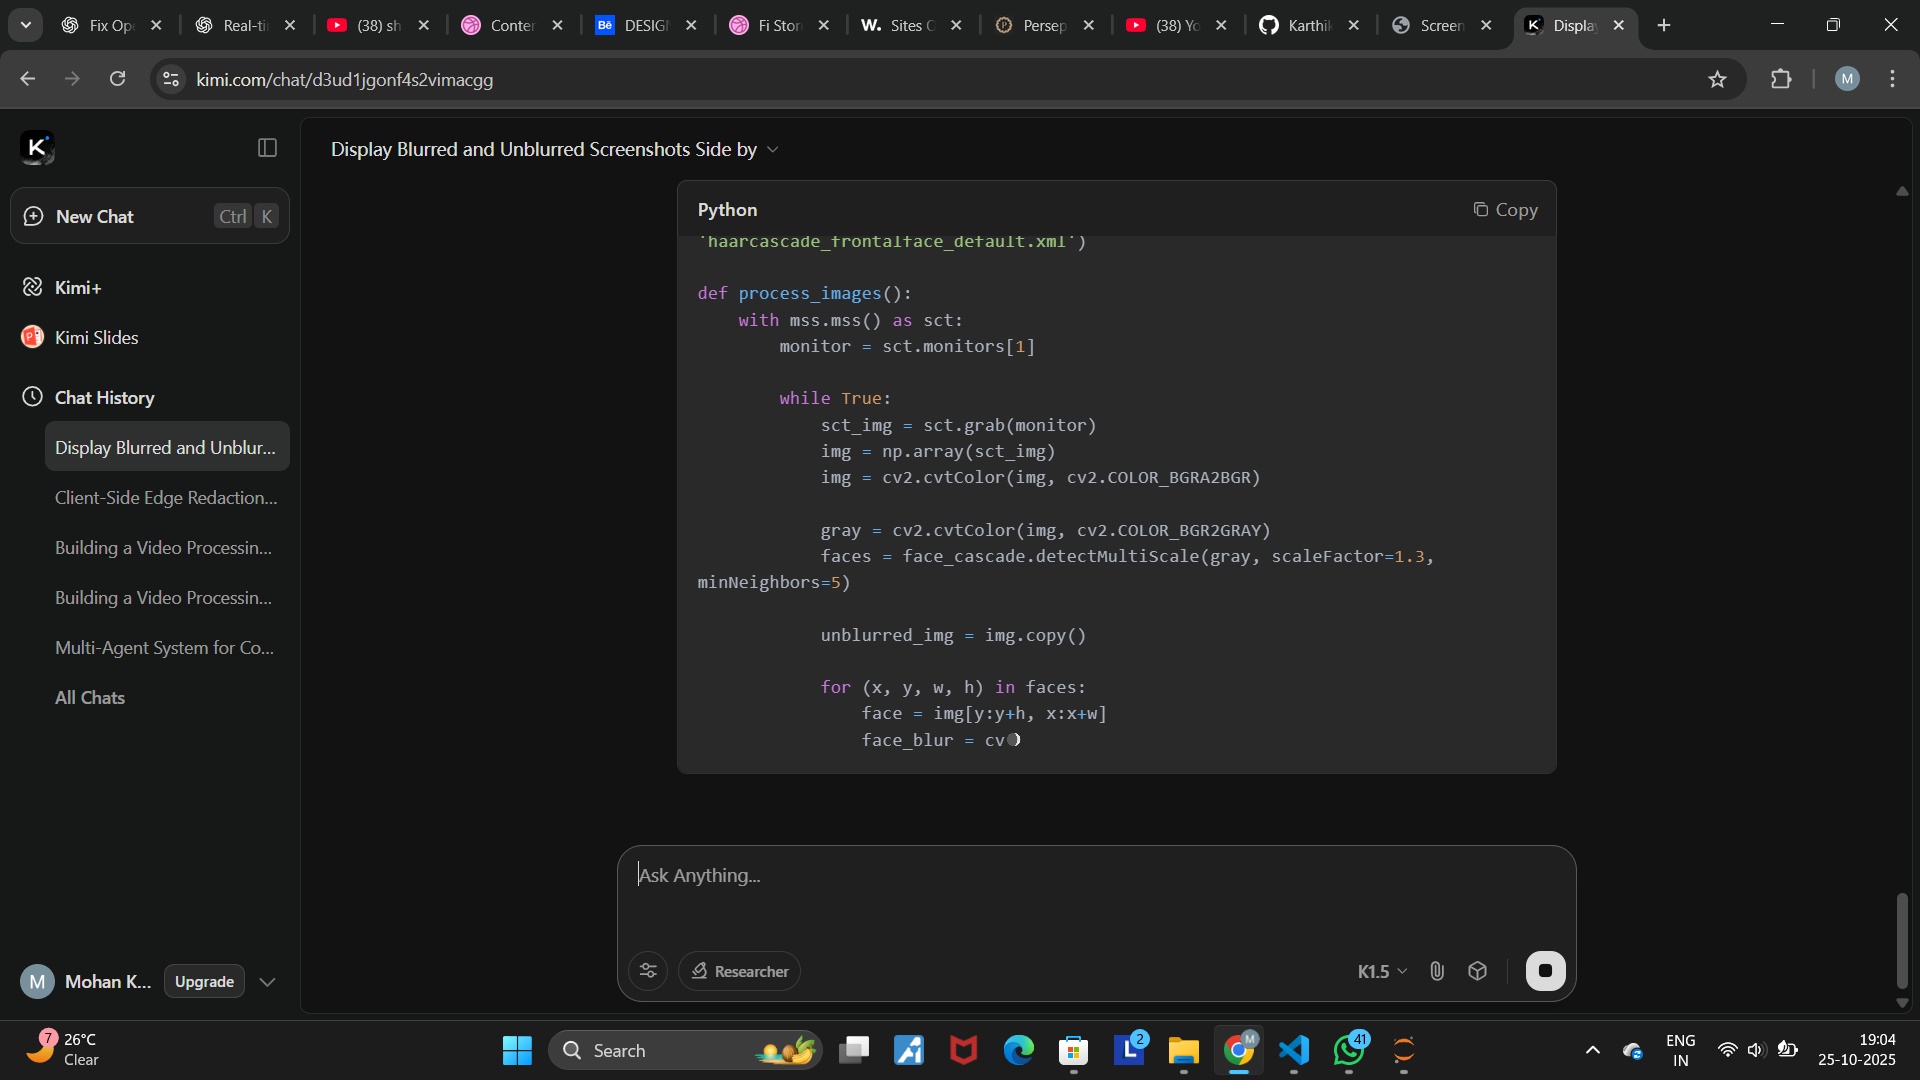 Fix Op
Real-ti
(38) sh
Conter
DESIG
Fi Stor
W. Sites
Persep
(38) Yo
Karthik
Screen
Displa
kimi.com/chat/d3ud1jgonf4s2vimacgg
M
K
New Chat Ctrl K
Kimi+
Kimi Slides
Chat History
Display Blurred and Unblur...
Client-Side Edge Redaction...
Building a Video Processin...
Building a Video Processin...
Multi-Agent System for Co...
All Chats
M Mohan K... Upgrade
Display Blurred and Unblurred Screenshots Side by
Python Copy
'haarcascade_frontalface_default.xml')
def process_images():
with mss.mss() as sct:
monitor = sct.monitors[1]
while True:
sct_img = sct.grab(monitor)
img = np.array(sct_img)
img = cv2.cvtColor(img, cv2.COLOR_BGRA2BGR)
gray = cv2.cvtColor(img, cv2.COLOR_BGR2GRAY)
faces = face_cascade.detectMultiScale(gray, scaleFactor=1.3,
minNeighbors=5)
unblurred_img = img.copy()
for (x, y, w, h) in faces:
face = img[y:y+h, x:x+w]
face_blur = cv
Ask Anything...
Researcher K1.5
7 26°C
Clear
Search
2
41
ENG
IN
19:04
25-10-2025